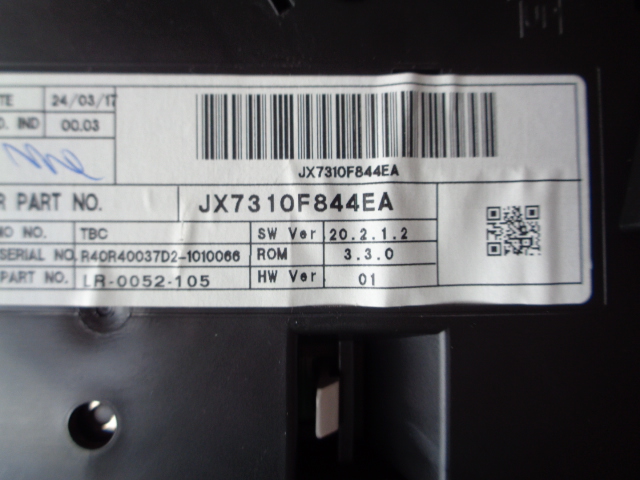 TE 24/03/17
O. IND 00.03
JX7310F844EA
R PART NO. JX7310F844EA
NO NO. TBC SW Ver 20.2.1.2
SERIAL NO. R40R40037D2-1010066 ROM 3.3.0
PART NO. LR-0052-105 HW Ver 01